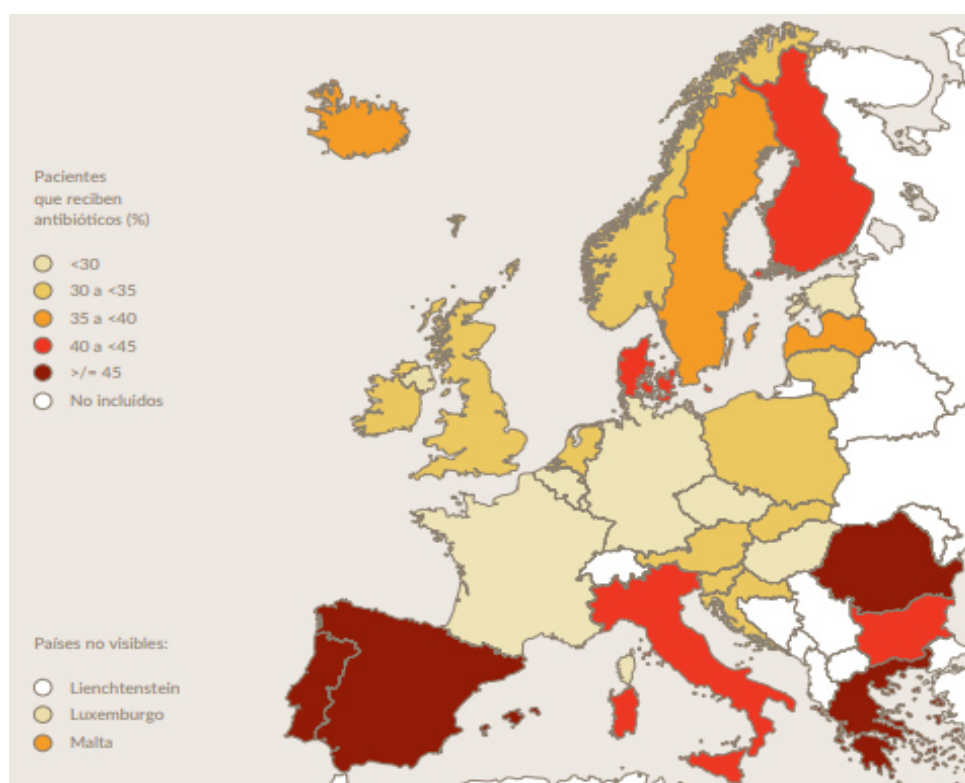 Pacientes
que reciben
antibióticos (%)
<30
30 a <35
35 a <40
40 a <45
>/= 45
No incluidos
Países no visibles:
Lienchtenstein
Luxemburgo
Malta